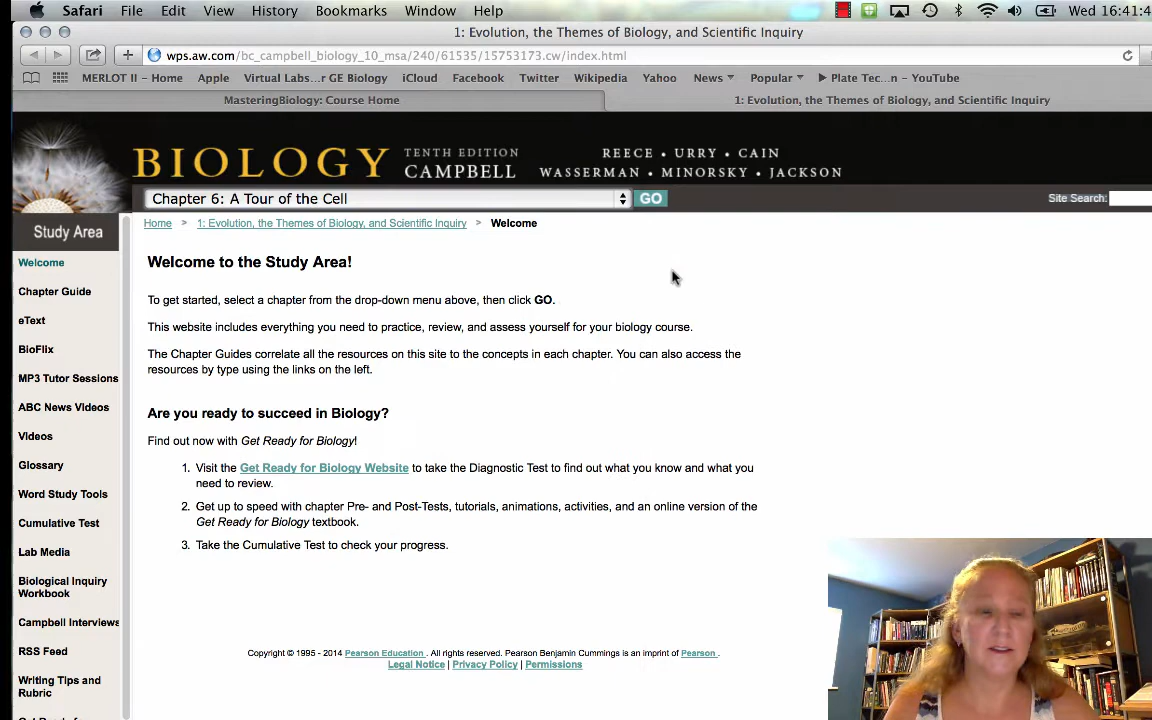 Safari File Edit View History Bookmarks Window Help Wed 16:41:4
1: Evolution, the Themes of Biology, and Scientific Inquiry
wps.aw.com/bc_campbell_biology_10_msa/240/61535/15753173.cw/index.html
MERLOT II - Home Apple Virtual Labs...r GE Biology iCloud Facebook Twitter Wikipedia Yahoo News Popular Plate Tec...n - YouTube
MasteringBiology: Course Home 1: Evolution, the Themes of Biology, and Scientific Inquiry
BIOLOGY TENTH EDITION CAMPBELL
REECE • URRY • CAIN
WASSERMAN • MINORSKY • JACKSON
Chapter 6: A Tour of the Cell GO Site Search:
Home > 1: Evolution, the Themes of Biology, and Scientific Inquiry > Welcome
Study Area
Welcome
Chapter Guide
eText
BioFlix
MP3 Tutor Sessions
ABC News Videos
Videos
Glossary
Word Study Tools
Cumulative Test
Lab Media
Biological Inquiry
Workbook
Campbell Interviews
RSS Feed
Writing Tips and
Rubric
Welcome to the Study Area!
To get started, select a chapter from the drop-down menu above, then click GO.
This website includes everything you need to practice, review, and assess yourself for your biology course.
The Chapter Guides correlate all the resources on this site to the concepts in each chapter. You can also access the
resources by type using the links on the left.
Are you ready to succeed in Biology?
Find out now with Get Ready for Biology!
1. Visit the Get Ready for Biology Website to take the Diagnostic Test to find out what you know and what you
need to review.
2. Get up to speed with chapter Pre- and Post-Tests, tutorials, animations, activities, and an online version of the
Get Ready for Biology textbook.
3. Take the Cumulative Test to check your progress.
Copyright © 1995 - 2014 Pearson Education . All rights reserved. Pearson Benjamin Cummings is an imprint of Pearson .
Legal Notice | Privacy Policy | Permissions